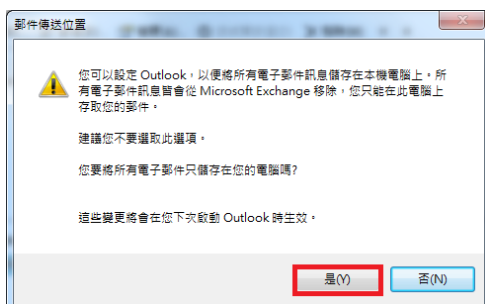 郵件傳送位置
您可以設定 Outlook，以便將所有電子郵件訊息儲存在本機電腦上。所
有電子郵件訊息皆會從 Microsoft Exchange 移除，您只能在此電腦上
存取您的郵件。
建議您不要選取此選項。
您要將所有電子郵件只儲存在您的電腦嗎?
這些變更將會在您下次啟動 Outlook 時生效。
是(Y)
否(N)